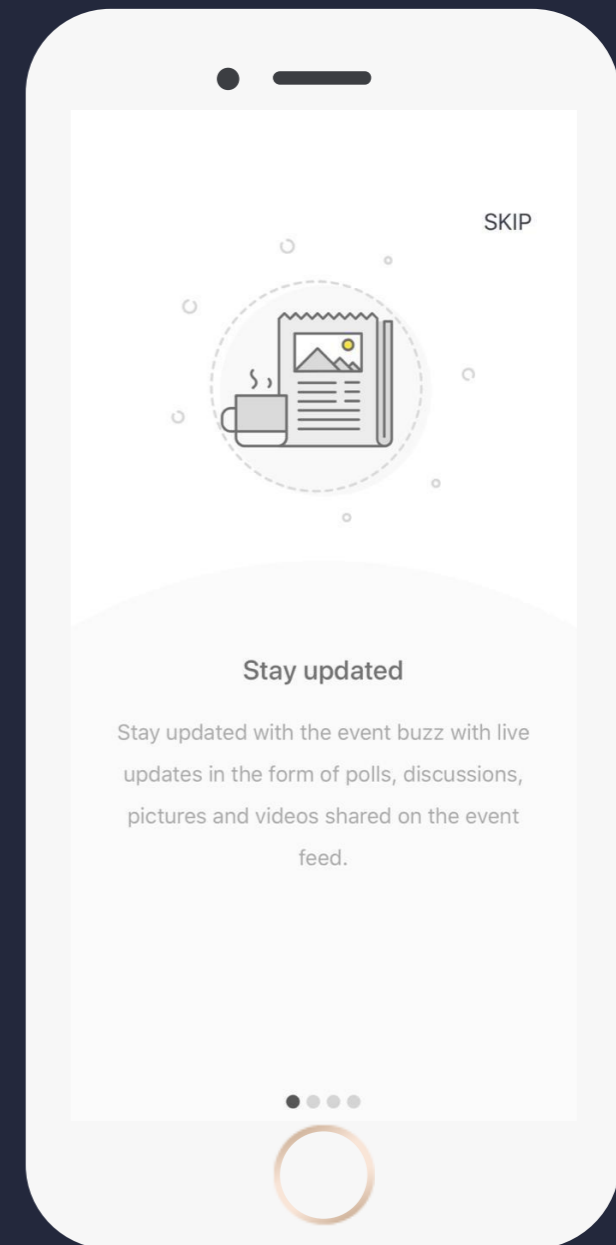 SKIP
Stay updated
Stay updated with the event buzz with live
updates in the form of polls, discussions,
pictures and videos shared on the event
feed.